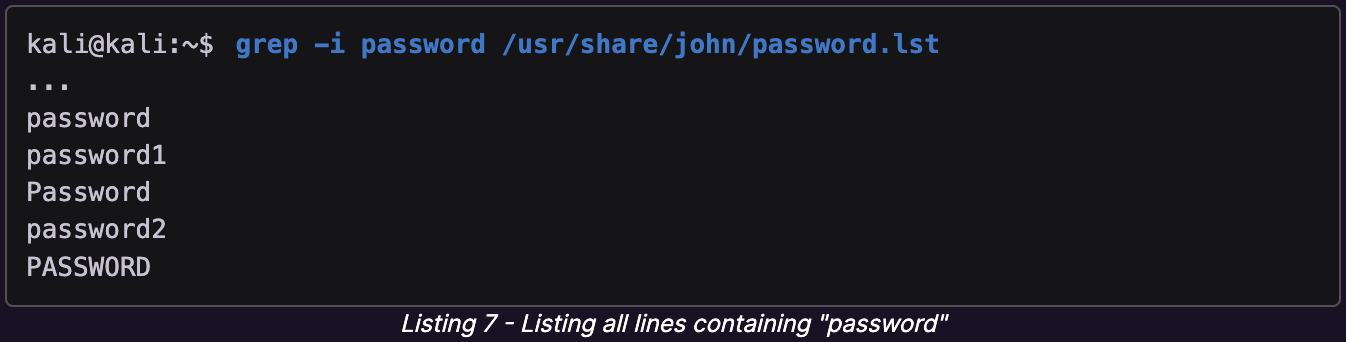 kali@kali:~$ grep -i password /usr/share/john/password.lst
...
password
password1
Password
password2
PASSWORD
Listing 7 - Listing all lines containing "password"